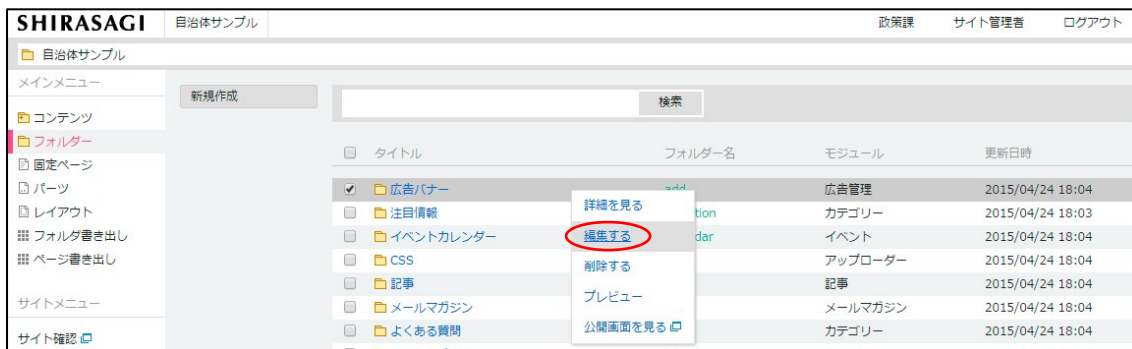 SHIRASAGI 自治体サンプル 政策課 サイト管理者 ログアウト
自治体サンプル
メインメニュー
コンテンツ
フォルダー
固定ページ
パーツ
レイアウト
フォルダ書き出し
ページ書き出し
サイトメニュー
サイト確認
新規作成
検索
タイトル フォルダー名 モジュール 更新日時
広告バナー add 広告管理 2015/04/24 18:04
注目情報 tion カテゴリー 2015/04/24 18:03
イベントカレンダー dar イベント 2015/04/24 18:04
CSS アップローダー 2015/04/24 18:04
記事 記事 2015/04/24 18:04
メールマガジン メールマガジン 2015/04/24 18:04
よくある質問 カテゴリー 2015/04/24 18:04
詳細を見る
編集する
削除する
プレビュー
公開画面を見る